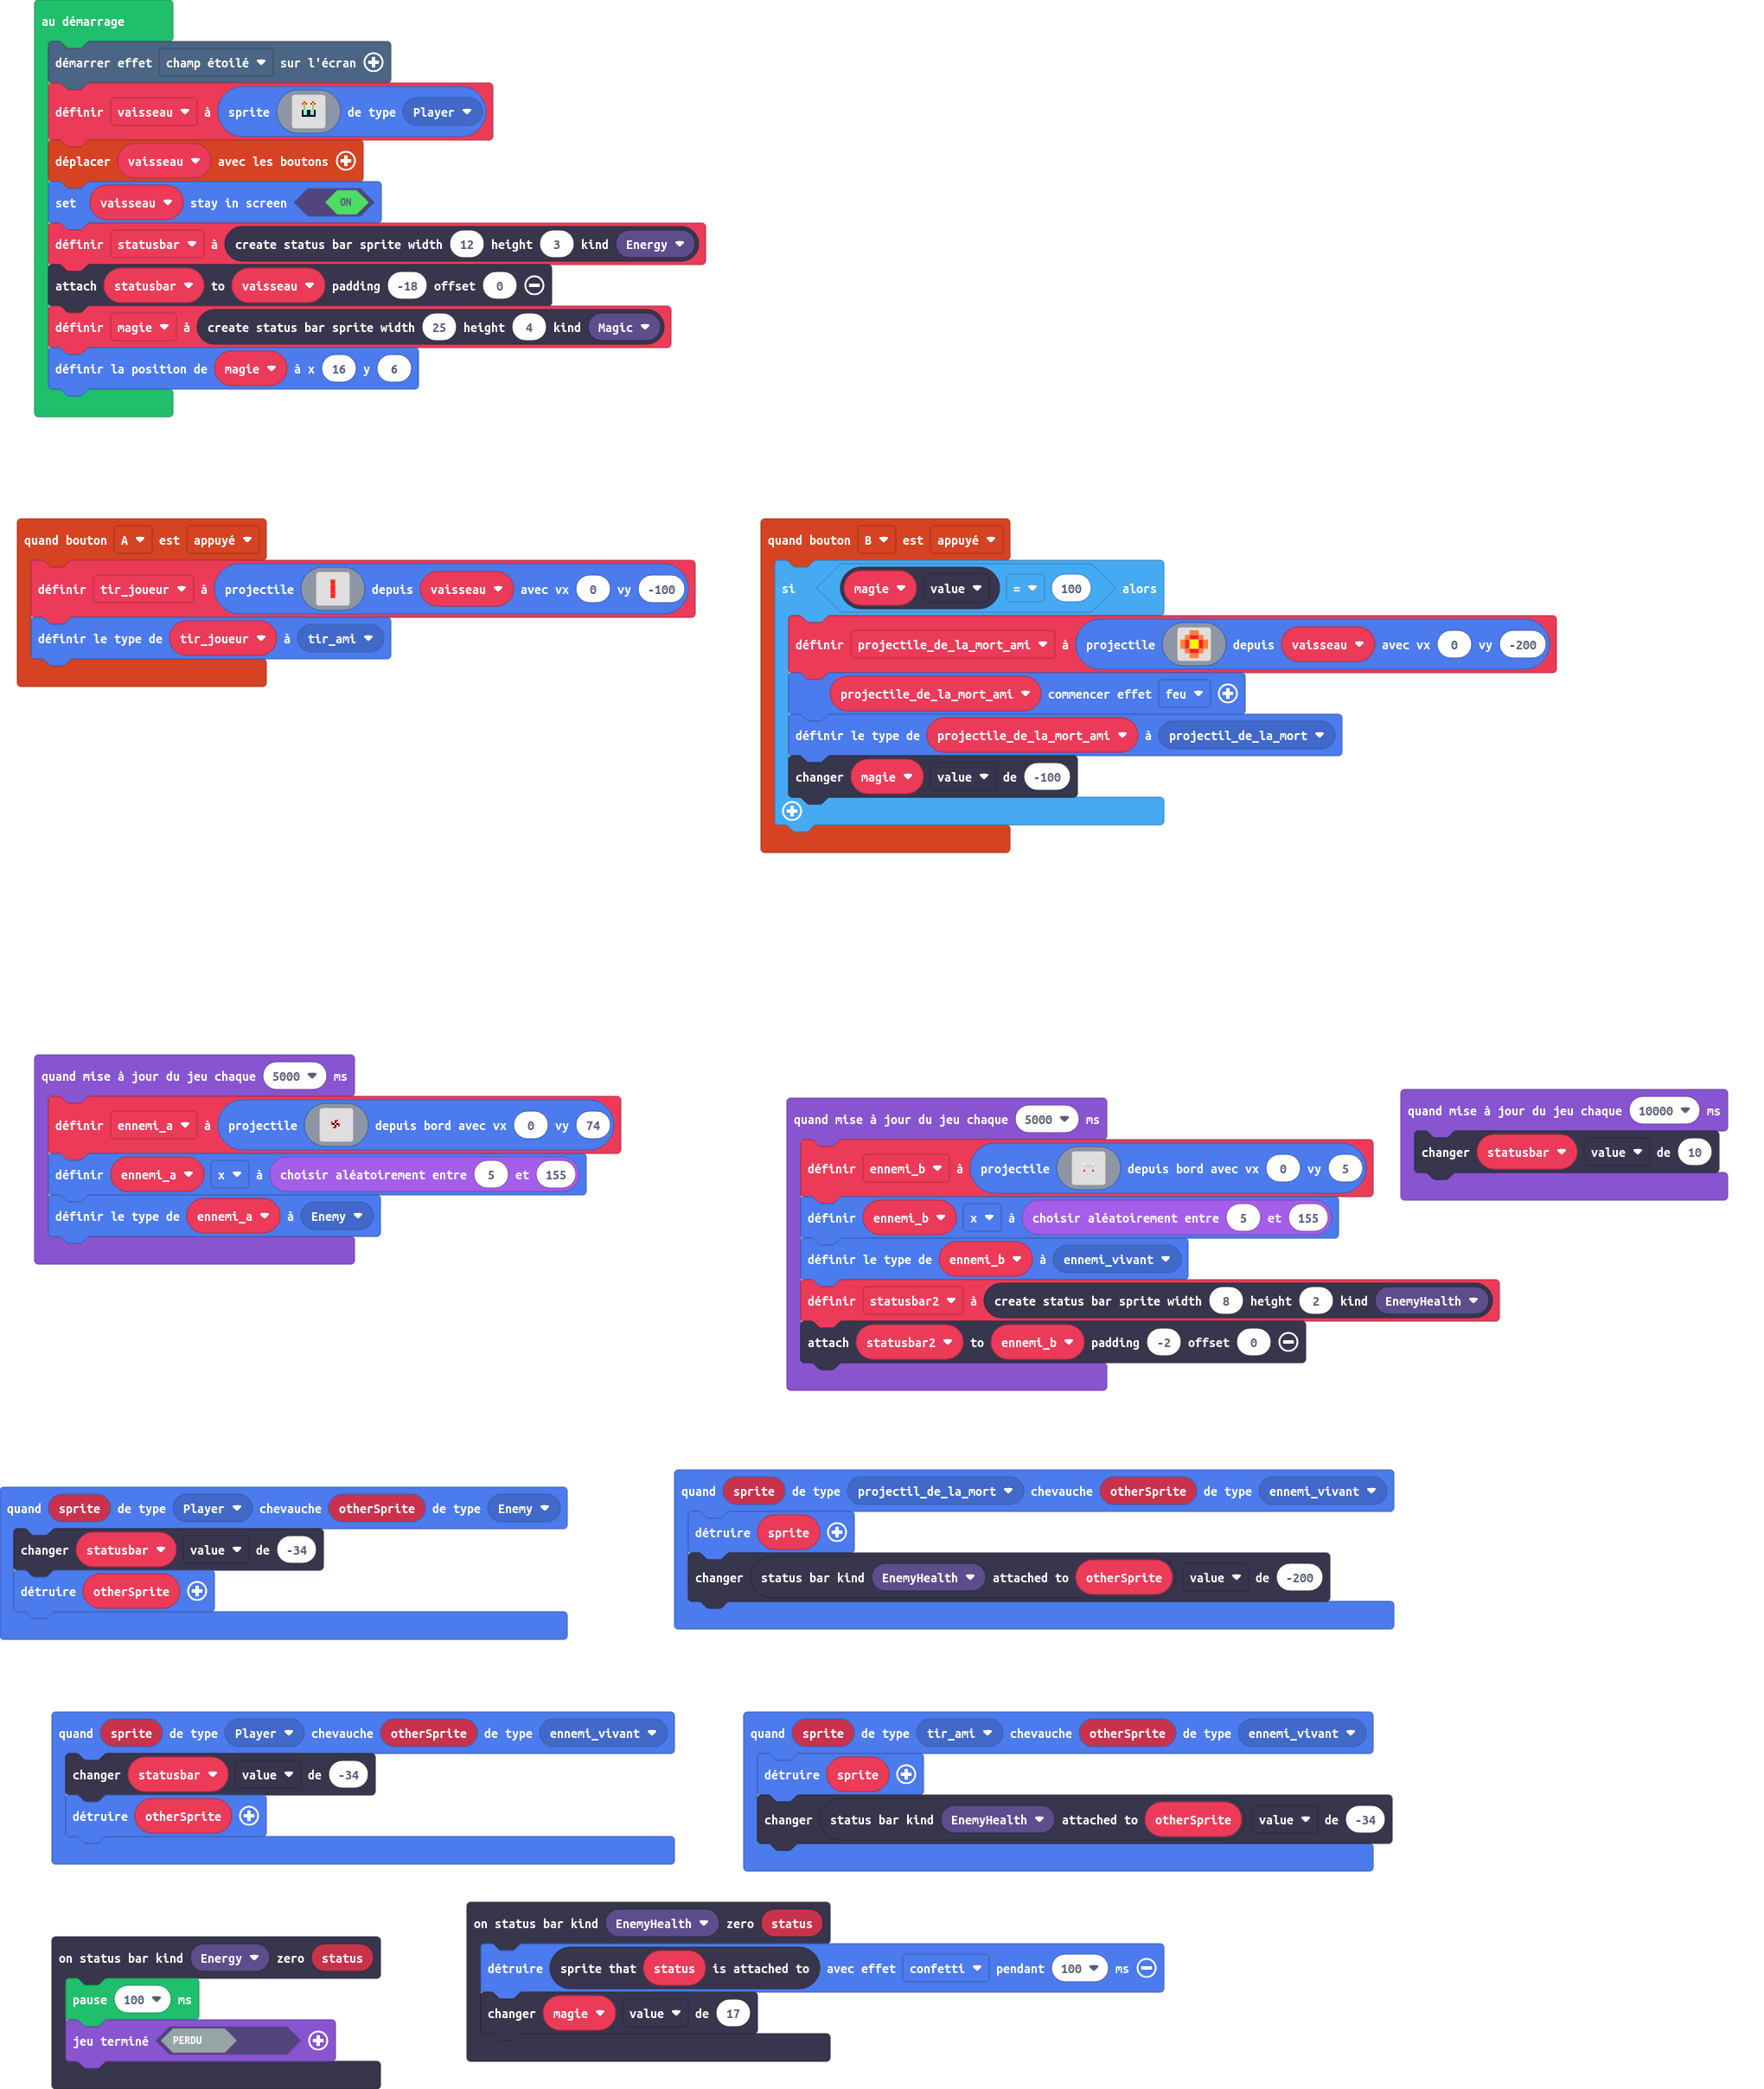 au démarrage
démarrer effet champ étoilé sur l'écran
définir vaisseau à sprite de type Player
déplacer vaisseau avec les boutons
set vaisseau stay in screen ON
définir statusbar à create status bar sprite width 12 height 3 kind Energy
attach statusbar to vaisseau padding -18 offset 0
définir magie à create status bar sprite width 25 height 4 kind Magic
définir la position de magie à x 16 y 6
quand bouton A est appuyé
définir tir_joueur à projectile depuis vaisseau avec vx 0 vy -100
définir le type de tir_joueur à tir_ami
quand bouton B est appuyé
si magie value = 100 alors
définir projectile_de_la_mort_ami à projectile depuis vaisseau avec vx 0 vy -200
projectile_de_la_mort_ami commencer effet feu
définir le type de projectile_de_la_mort_ami à projectil_de_la_mort
changer magie value de -100
quand mise à jour du jeu chaque 5000 ms
définir ennemi_a à projectile depuis bord avec vx 0 vy 74
définir ennemi_a x à choisir aléatoirement entre 5 et 155
définir le type de ennemi_a à Enemy
quand mise à jour du jeu chaque 5000 ms
définir ennemi_b à projectile depuis bord avec vx 0 vy 5
définir ennemi_b x à choisir aléatoirement entre 5 et 155
définir le type de ennemi_b à ennemi_vivant
définir statusbar2 à create status bar sprite width 8 height 2 kind EnemyHealth
attach statusbar2 to ennemi_b padding -2 offset 0
quand mise à jour du jeu chaque 10000 ms
changer statusbar value de 10
quand sprite de type Player chevauche otherSprite de type Enemy
changer statusbar value de -34
détruire otherSprite
quand sprite de type projectil_de_la_mort chevauche otherSprite de type ennemi_vivant
détruire sprite
changer status bar kind EnemyHealth attached to otherSprite value de -200
quand sprite de type Player chevauche otherSprite de type ennemi_vivant
changer statusbar value de -34
détruire otherSprite
quand sprite de type tir_ami chevauche otherSprite de type ennemi_vivant
détruire sprite
changer status bar kind EnemyHealth attached to otherSprite value de -34
on status bar kind Energy zero status
pause 100 ms
jeu terminé PERDU
on status bar kind EnemyHealth zero status
détruire sprite that status is attached to avec effet confetti pendant 100 ms
changer magie value de 17